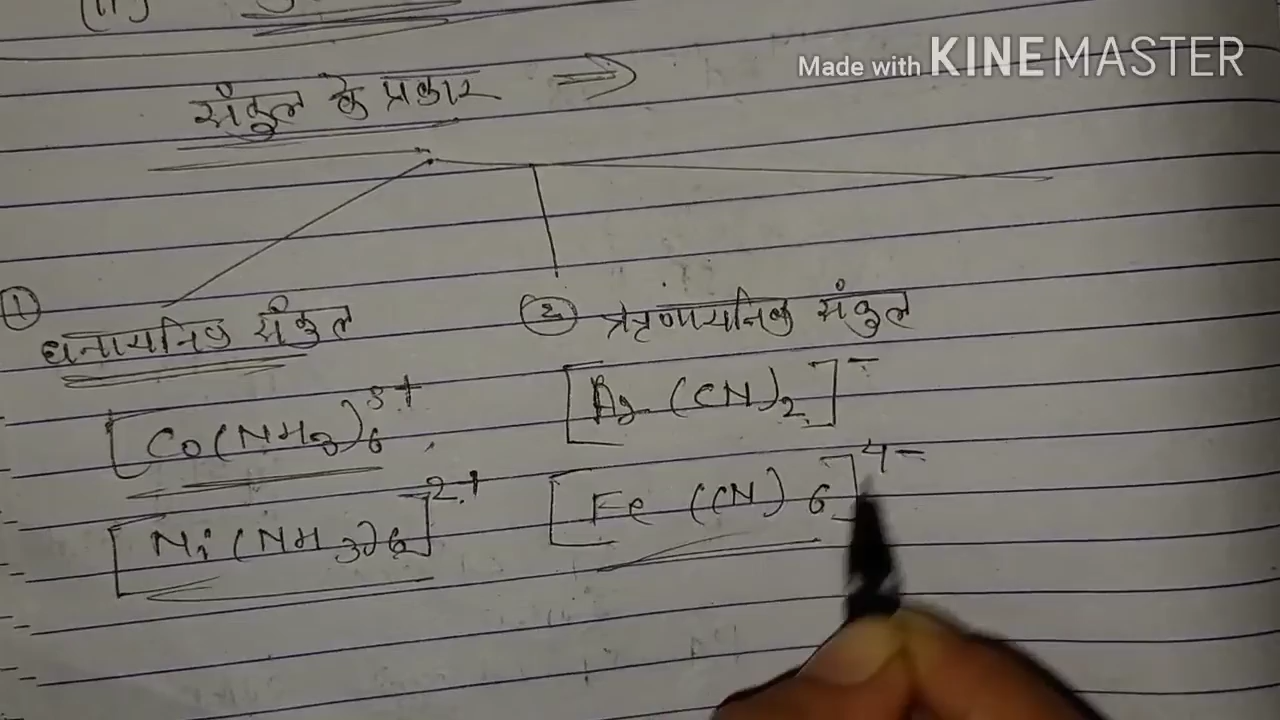 (ii)
Made with KINEMASTER
संकुल के प्रकार ⇒
① धनायनिक संकुल
② ऋणायनिक संकुल
[Co(NH3)6 3+
[Ag (CN)2]-
[Ni (NH3)6]2+
[Fe (CN) 6]4-